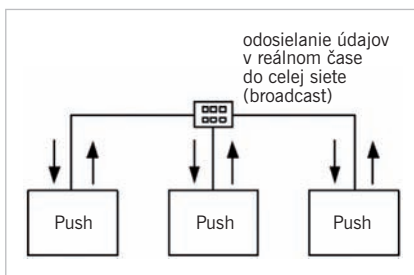 odosielanie údajov
v reálnom čase
do celej siete
(broadcast)
Push
Push
Push